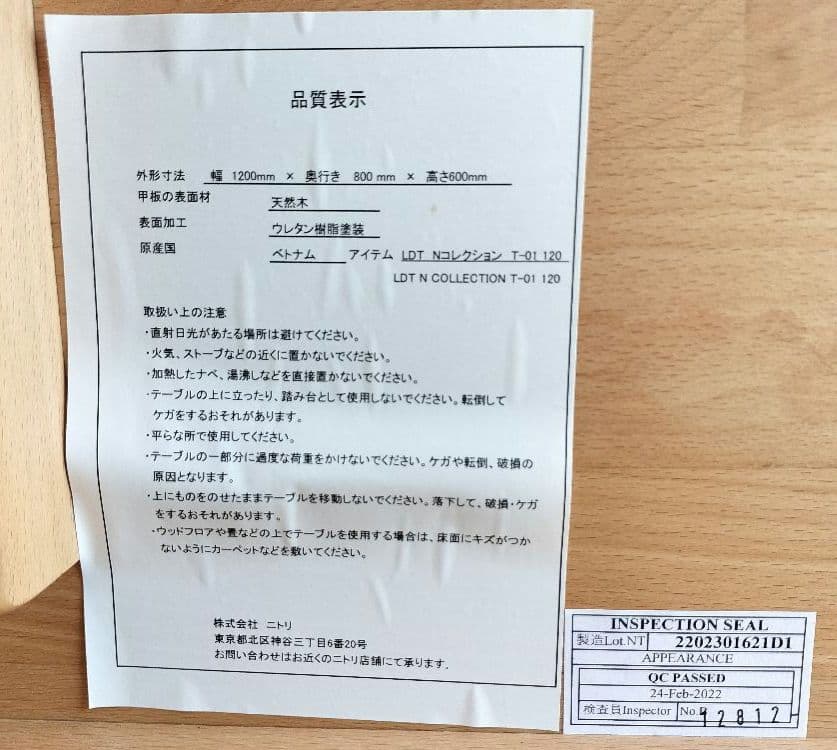 品質表示
外形寸法 幅 1200mm × 奥行き 800 mm × 高さ600mm
甲板の表面材 天然木
表面加工 ウレタン樹脂塗装
原産国 ベトナム アイテム LDT Nコレクション T-01 120
LDT N COLLECTION T-01 120
取扱い上の注意
・直射日光があたる場所は避けてください。
・火気、ストーブなどの近くに置かないでください。
・加熱したナベ、湯沸しなどを直接置かないでください。
・テーブルの上に立ったり、踏み台として使用しないでください。転倒して
ケガをするおそれがあります。
・平らな所で使用してください。
・テーブルの一部分に過度な荷重をかけないでください。ケガや転倒、破損の
原因となります。
・上にものをのせたままテーブルを移動しないでください。落下して、破損・ケガ
をするおそれがあります。
・ウッドフロアや畳などの上でテーブルを使用する場合は、床面にキズがつか
ないようにカーペットなどを敷いてください。
株式会社 ニトリ
東京都北区神谷三丁目6番20号
お問い合わせはお近くのニトリ店舗にて承ります.
INSPECTION SEAL
製造Lot.NT 2202301621D1
APPEARANCE
QC PASSED
24-Feb-2022
検査員Inspector No.